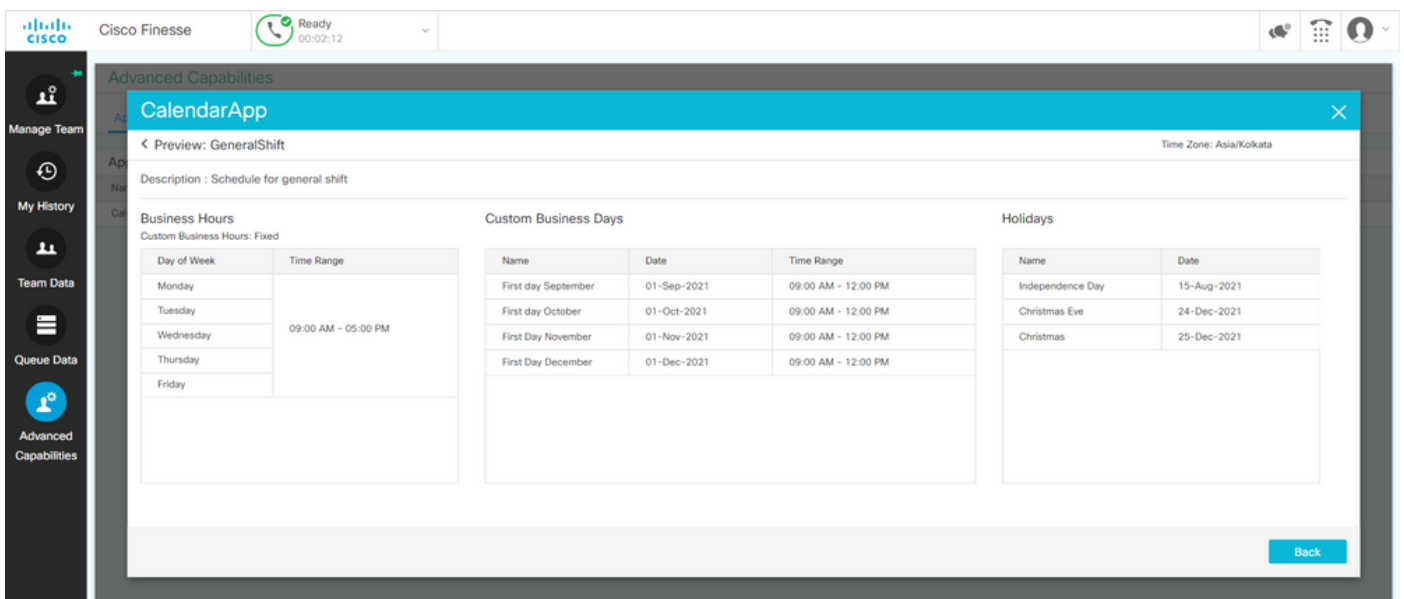 CISCO
Cisco Finesse
Ready
00:02:12
Manage Team
My History
Team Data
Queue Data
Advanced
Capabilities
Advanced Capabilities
CalendarApp
Preview: GeneralShift
Time Zone: Asia/Kolkata
Description : Schedule for general shift
Business Hours
Custom Business Hours: Fixed
Day of Week Time Range
Monday
Tuesday
Wednesday
Thursday
Friday
09:00 AM - 05:00 PM
Custom Business Days
Name Date Time Range
First day September 01-Sep-2021 09:00 AM - 12:00 PM
First day October 01-Oct-2021 09:00 AM - 12:00 PM
First Day November 01-Nov-2021 09:00 AM - 12:00 PM
First Day December 01-Dec-2021 09:00 AM - 12:00 PM
Holidays
Name Date
Independence Day 15-Aug-2021
Christmas Eve 24-Dec-2021
Christmas 25-Dec-2021
Back